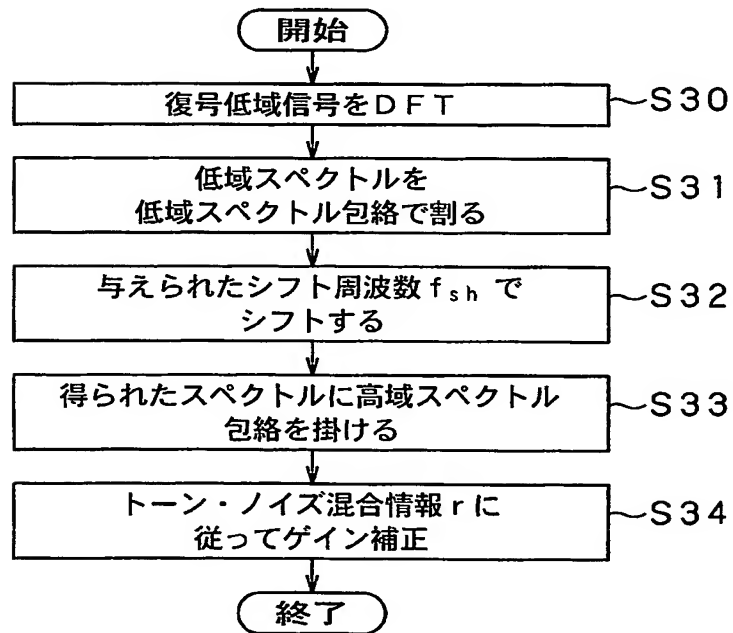 開始
復号低域信号をＤＦＴ
～Ｓ３０
低域スペクトルを
低域スペクトル包絡で割る
～Ｓ３１
与えられたシフト周波数ｆsh で
シフトする
～Ｓ３２
得られたスペクトルに高域スペクトル
包絡を掛ける
～Ｓ３３
トーン・ノイズ混合情報ｒに
従ってゲイン補正
～Ｓ３４
終了